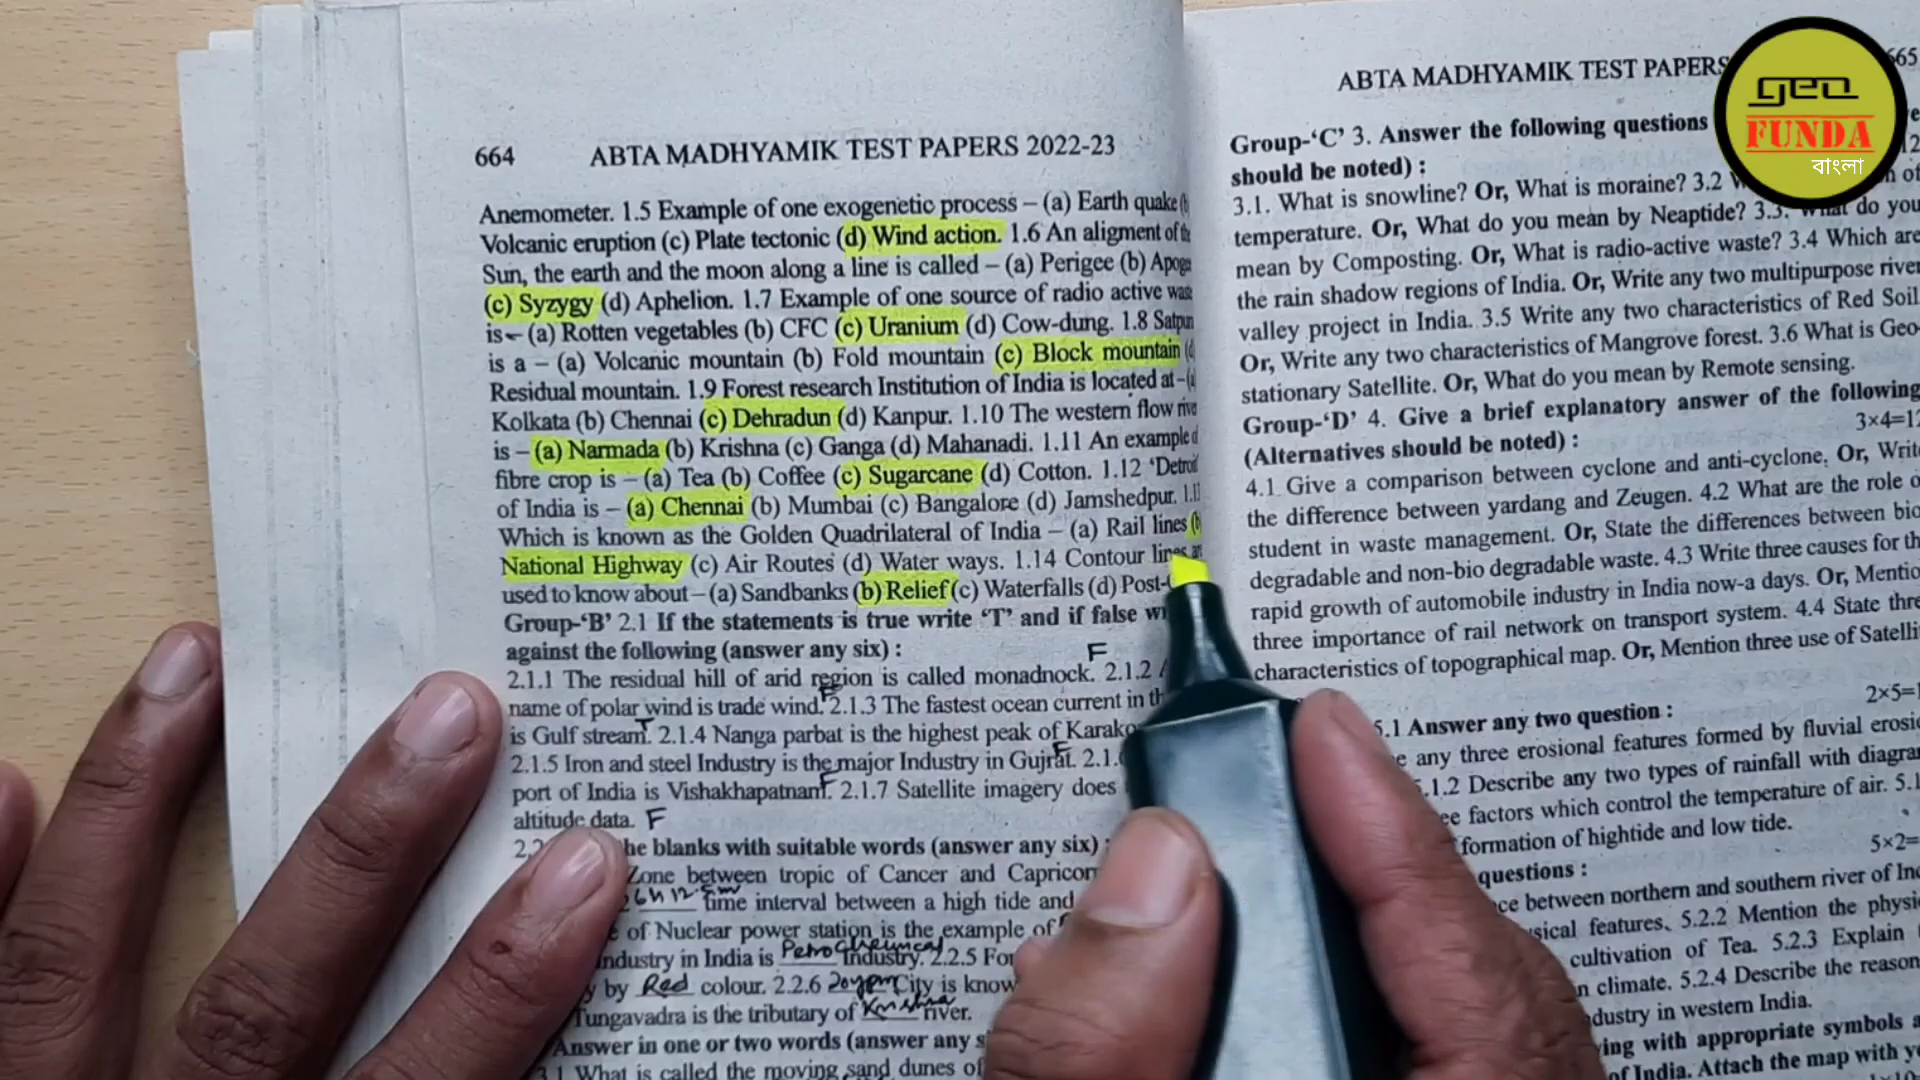 664 ABTA MADHYAMIK TEST PAPERS 2022-23
Anemometer. 1.5 Example of one exogenetic process – (a) Earth quake (b
Volcanic eruption (c) Plate tectonic (d) Wind action. 1.6 An aligment of
Sun, the earth and the moon along a line is called – (a) Perigee (b)
(c) Syzygy (d) Aphelion. 1.7 Example of one source of radio active
is – (a) Rotten vegetables (b) CFC (c) Uranium (d) Cow-dung. 1.8
is a – (a) Volcanic mountain (b) Fold mountain (c) Block mountain (d
Residual mountain. 1.9 Forest research Institution of India is located at – (a
Kolkata (b) Chennai (c) Dehradun (d) Kanpur. 1.10 The western flow
is – (a) Narmada (b) Krishna (c) Ganga (d) Mahanadi. 1.11 An example
fibre crop is – (a) Tea (b) Coffee (c) Sugarcane (d) Cotton. 1.12 ‘Detroit’
of India is – (a) Chennai (b) Mumbai (c) Bangalore (d) Jamshedpur.
Which is known as the Golden Quadrilateral of India – (a) Rail lines (b
National Highway (c) Air Routes (d) Water ways. 1.14 Contour lines
used to know about – (a) Sandbanks (b) Relief (c) Waterfalls (d) Post-
Group-‘B’ 2.1 If the statements is true write ‘T’ and if false
against the following (answer any six) :
F
2.1.1 The residual hill of arid region is called monadnock. 2.1.2
name of polar wind is trade wind. F 2.1.3 The fastest ocean current in
is Gulf stream. T 2.1.4 Nanga parbat is the highest peak of
2.1.5 Iron and steel Industry is the major Industry in Gujrat. F
port of India is Vishakhapatnam. F 2.1.7 Satellite imagery does
altitude data. F
he blanks with suitable words (answer any six) :
Zone between tropic of Cancer and
6h 12.5m time interval between a high tide and
of Nuclear power station is the example of
Industry in India is PetroChemical Industry. 2.2.5
by Red colour. 2.2.6 City is
Tungavadra is the tributary of Krishna river.
Answer in one or two words (answer any
What is called the moving sand dunes of
ABTA MADHYAMIK TEST PAPERS 665
Group-‘C’ 3. Answer the following questions
should be noted) :
3.1. What is snowline? Or, What is moraine? 3.2
temperature. Or, What do you mean by Neaptide? 3.3. What do you
mean by Composting. Or, What is radio-active waste? 3.4 Which are
the rain shadow regions of India. Or, Write any two multipurpose river
valley project in India. 3.5 Write any two characteristics of Red Soil.
Or, Write any two characteristics of Mangrove forest. 3.6 What is Geo-
stationary Satellite. Or, What do you mean by Remote sensing.
Group-‘D’ 4. Give a brief explanatory answer of the following
(Alternatives should be noted) : 3×4=12
4.1 Give a comparison between cyclone and anti-cyclone. Or, Write
the difference between yardang and Zeugen. 4.2 What are the role of
student in waste management. Or, State the differences between bio
degradable and non-bio degradable waste. 4.3 Write three causes for the
rapid growth of automobile industry in India now-a days. Or, Mention
three importance of rail network on transport system. 4.4 State three
characteristics of topographical map. Or, Mention three use of Satellite
2×5=
5.1 Answer any two question :
any three erosional features formed by fluvial
5.1.2 Describe any two types of rainfall with
factors which control the temperature of air.
formation of hightide and low tide.
5×2=
questions :
between northern and southern river of
physical features. 5.2.2 Mention the
cultivation of Tea. 5.2.3 Explain
climate. 5.2.4 Describe the
industry in western India.
with appropriate symbols
of India. Attach the map with
geo
FUNDA
বাংলা